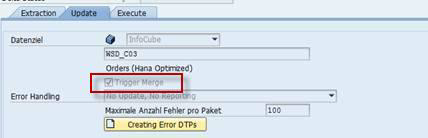 Extraction Update Execute
Datenziel InfoCube
WSD_C03
Orders (Hana Optimized)
Trigger Merge
Error Handling No Update, No Reporting
Maximale Anzahl Fehler pro Paket 100
Creating Error DTPs